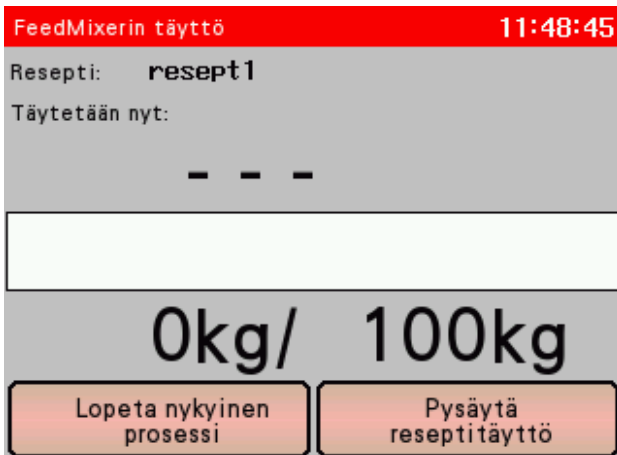 FeedMixerin täyttö 11:48:45
Resepti: resept1
Täytetään nyt:
- - -
0kg/ 100kg
Lopeta nykyinen
prosessi
Pysäytä
reseptitäyttö